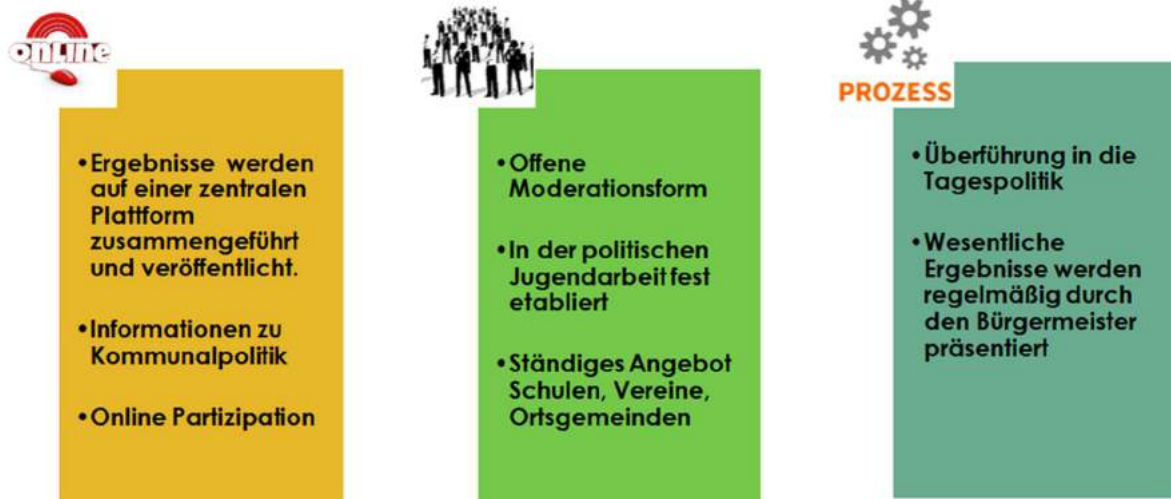 ONLINE
• Ergebnisse werden
auf einer zentralen
Plattform
zusammengeführt
und veröffentlicht.
• Informationen zu
Kommunalpolitik
• Online Partizipation
• Offene
Moderationsform
• In der politischen
Jugendarbeit fest
etabliert
• Ständiges Angebot
Schulen, Vereine,
Ortsgemeinden
PROZESS
• Überführung in die
Tagespolitik
• Wesentliche
Ergebnisse werden
regelmäßig durch
den Bürgermeister
präsentiert